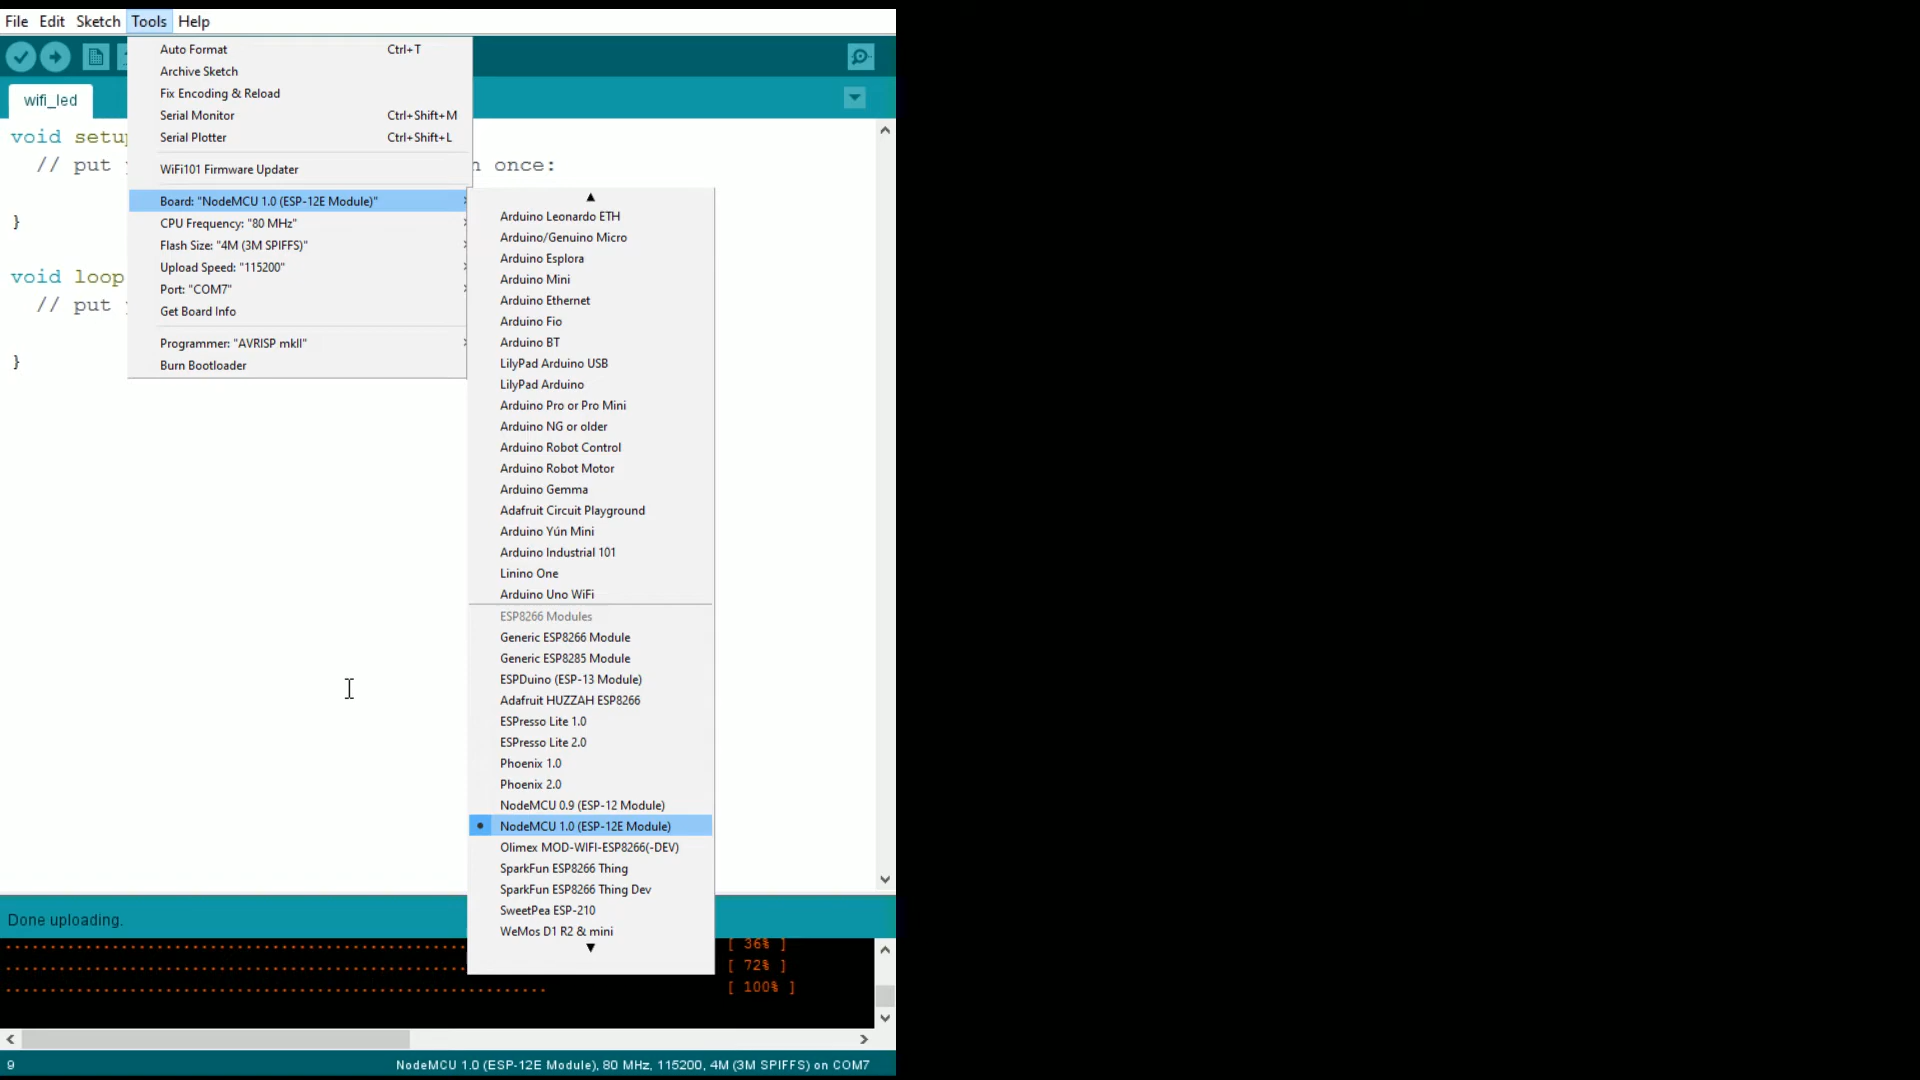 File Edit Sketch Tools Help
wifi_led
void setup
// put
n once:
}
void loop
// put
}
Auto Format Ctrl+T
Archive Sketch
Fix Encoding & Reload
Serial Monitor Ctrl+Shift+M
Serial Plotter Ctrl+Shift+L
WiFi101 Firmware Updater
Board: "NodeMCU 1.0 (ESP-12E Module)"
CPU Frequency: "80 MHz"
Flash Size: "4M (3M SPIFFS)"
Upload Speed: "115200"
Port: "COM7"
Get Board Info
Programmer: "AVRISP mkII"
Burn Bootloader
Arduino Leonardo ETH
Arduino/Genuino Micro
Arduino Esplora
Arduino Mini
Arduino Ethernet
Arduino Fio
Arduino BT
LilyPad Arduino USB
LilyPad Arduino
Arduino Pro or Pro Mini
Arduino NG or older
Arduino Robot Control
Arduino Robot Motor
Arduino Gemma
Adafruit Circuit Playground
Arduino Yún Mini
Arduino Industrial 101
Linino One
Arduino Uno WiFi
ESP8266 Modules
Generic ESP8266 Module
Generic ESP8285 Module
ESPDuino (ESP-13 Module)
Adafruit HUZZAH ESP8266
ESPresso Lite 1.0
ESPresso Lite 2.0
Phoenix 1.0
Phoenix 2.0
NodeMCU 0.9 (ESP-12 Module)
NodeMCU 1.0 (ESP-12E Module)
Olimex MOD-WIFI-ESP8266(-DEV)
SparkFun ESP8266 Thing
SparkFun ESP8266 Thing Dev
SweetPea ESP-210
WeMos D1 R2 & mini
Done uploading.
[ 36% ]
[ 72% ]
[ 100% ]
9 NodeMCU 1.0 (ESP-12E Module), 80 MHz, 115200, 4M (3M SPIFFS) on COM7